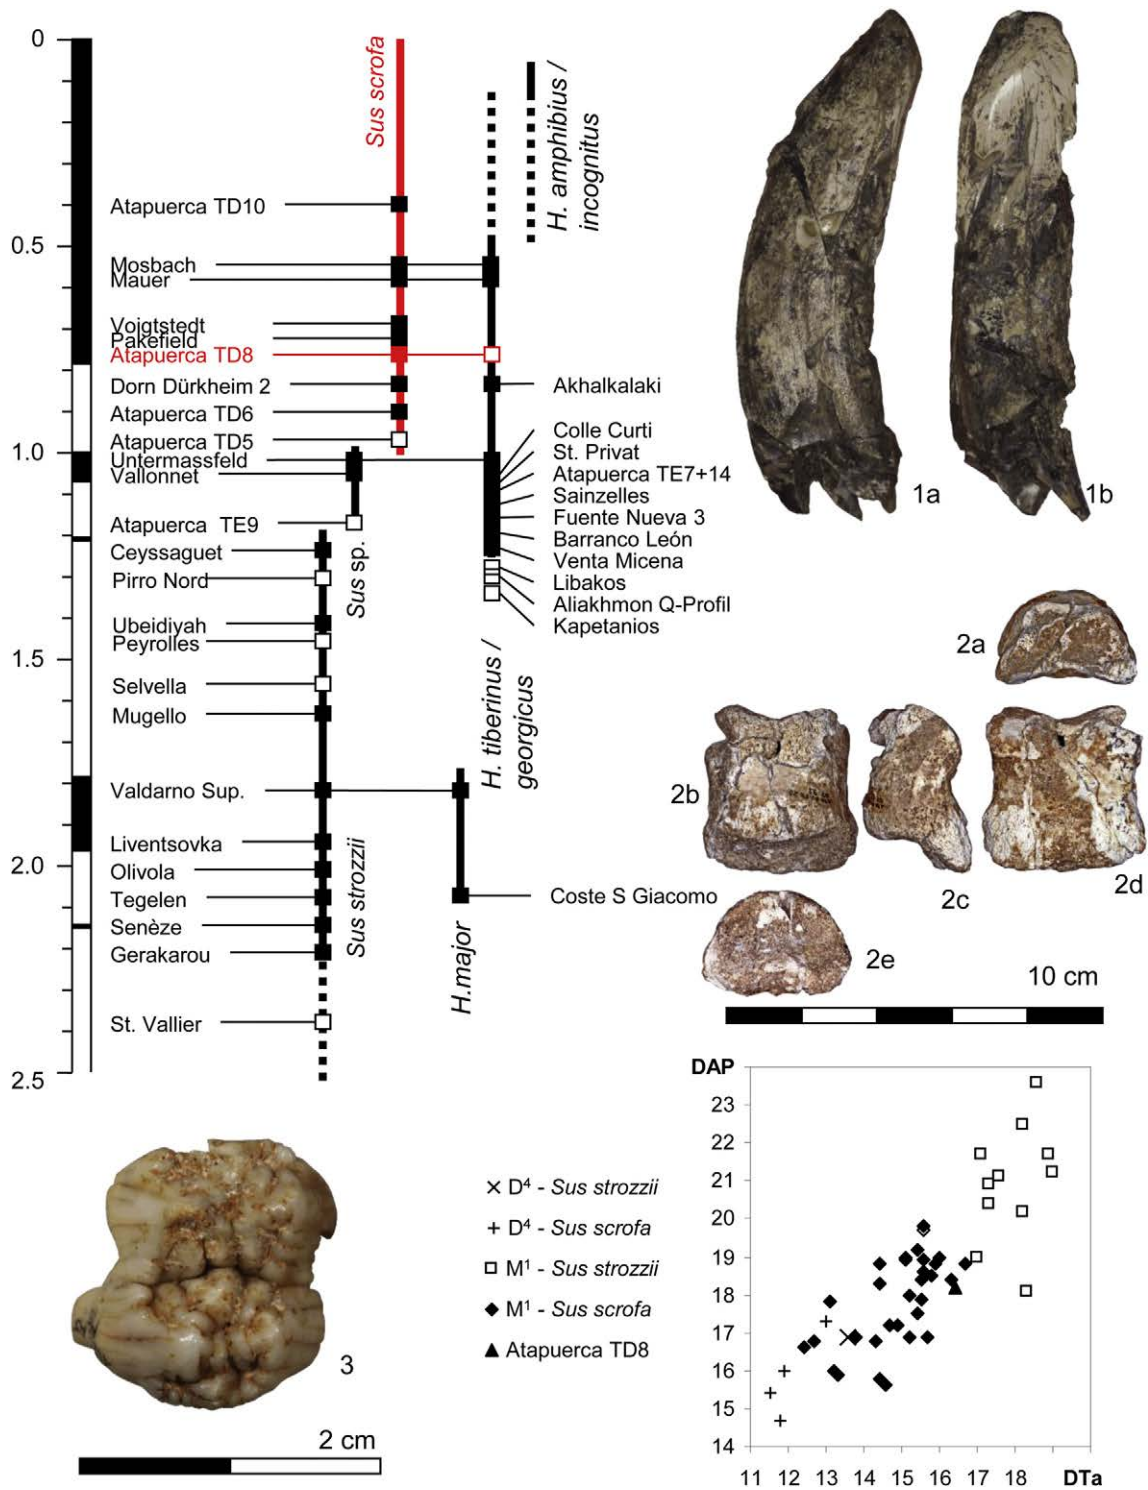 0
0.5
1.0
1.5
2.0
2.5
Sus scrofa
H. amphibius /
incognitus
Atapuerca TD10
Mosbach
Mauer
Voigtstedt
Pakefield
Atapuerca TD8
Dorn Dürkheim 2
Atapuerca TD6
Atapuerca TD5
Untermassfeld
Vallonnet
Atapuerca TE9
Ceyssaguet
Pirro Nord
Ubeidiyah
Peyrolles
Selvella
Mugello
Valdarno Sup.
Liventsovka
Olivola
Tegelen
Senèze
Gerakarou
St. Vallier
Sus sp.
Sus strozzii
H. tiberinus /
georgicus
H.major
Akhalkalaki
Colle Curti
St. Privat
Atapuerca TE7+14
Sainzelles
Fuente Nueva 3
Barranco León
Venta Micena
Libakos
Aliakhmon Q-Profil
Kapetanios
Coste S Giacomo
1a
1b
2a
2b
2c
2d
2e
10 cm
3
2 cm
D⁴ - Sus strozzii
D⁴ - Sus scrofa
M¹ - Sus strozzii
M¹ - Sus scrofa
Atapuerca TD8
DAP
23
22
21
20
19
18
17
16
15
14
11 12 13 14 15 16 17 18 DTa